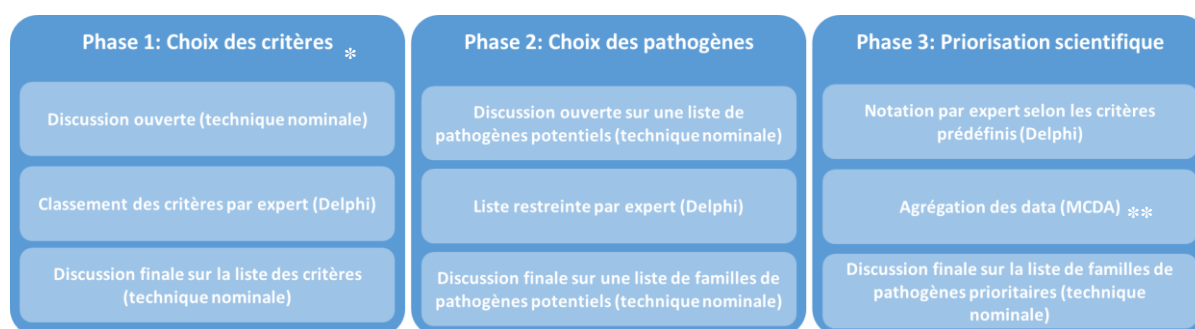 Phase 1: Choix des critères *
Discussion ouverte (technique nominale)
Classement des critères par expert (Delphi)
Discussion finale sur la liste des critères
(technique nominale)
Phase 2: Choix des pathogènes
Discussion ouverte sur une liste de
pathogènes potentiels (technique nominale)
Liste restreinte par expert (Delphi)
Discussion finale sur une liste de familles de
pathogènes potentiels (technique nominale)
Phase 3: Priorisation scientifique
Notation par expert selon les critères
prédéfinis (Delphi)
Agrégation des data (MCDA) **
Discussion finale sur la liste de familles de
pathogènes prioritaires (technique
nominale)